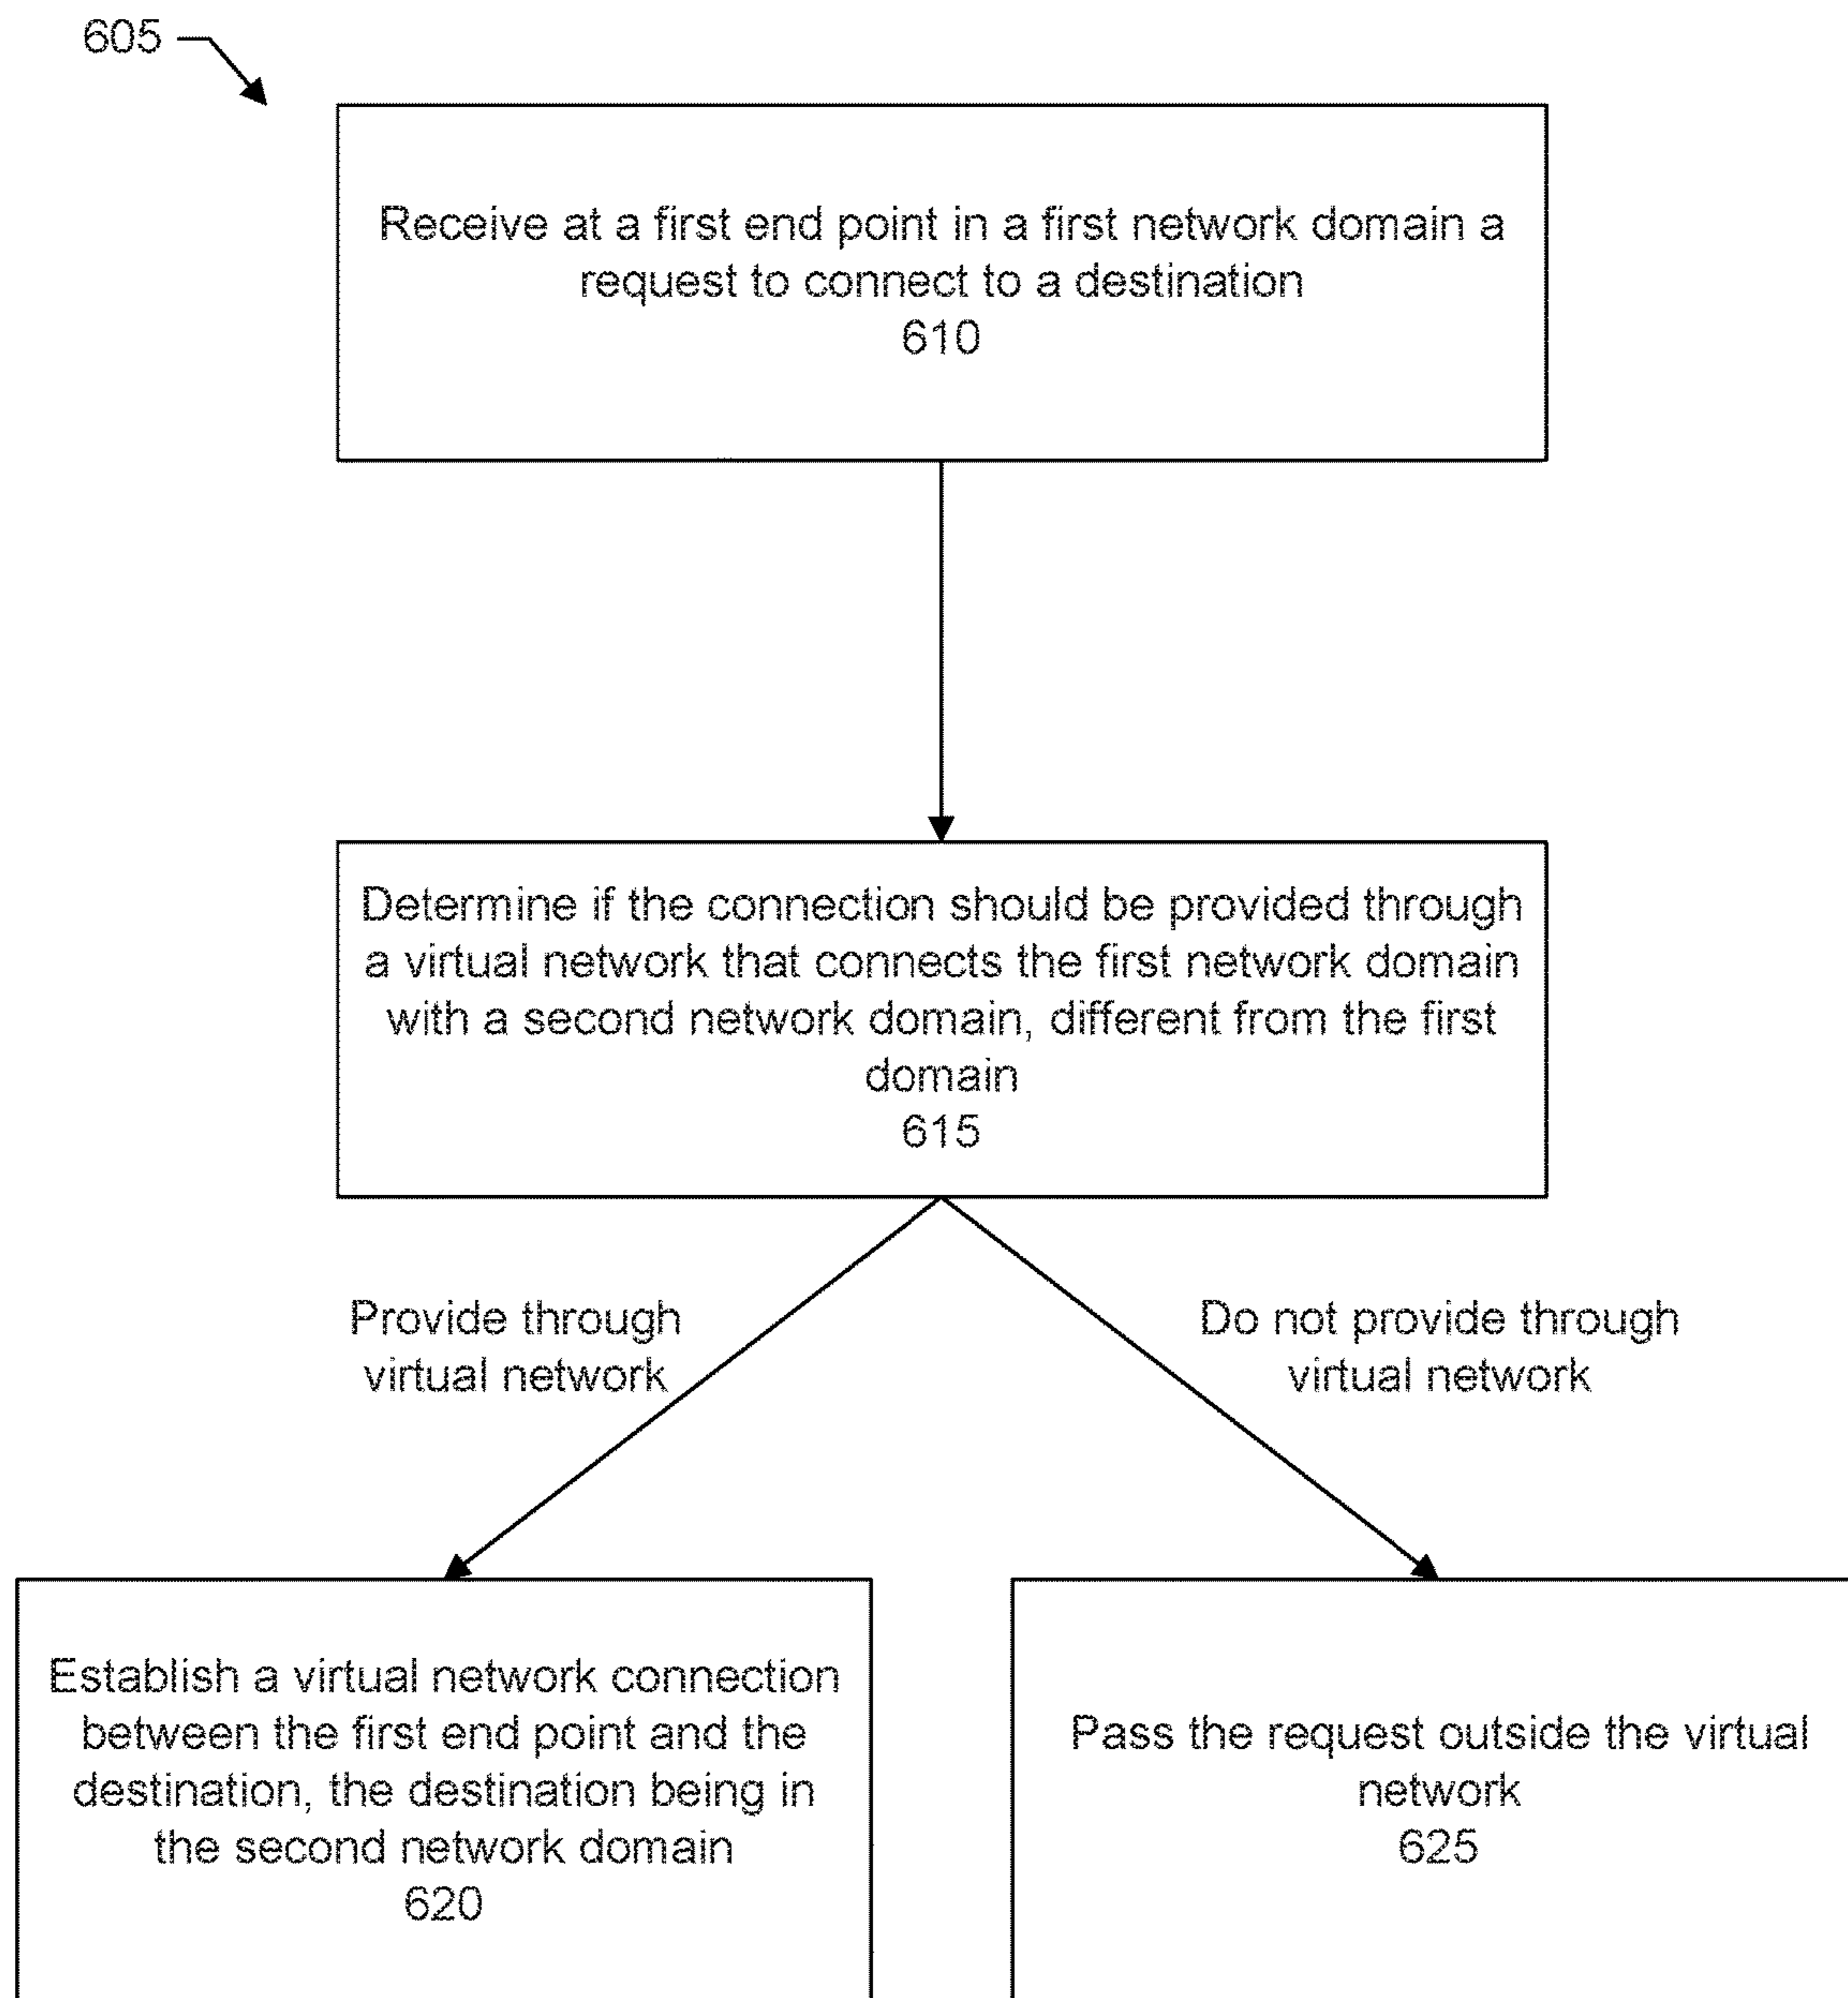 605
Receive at a first end point in a first network domain a
request to connect to a destination
610
Determine if the connection should be provided through
a virtual network that connects the first network domain
with a second network domain, different from the first
domain
615
Provide through
virtual network
Do not provide through
virtual network
Establish a virtual network connection
between the first end point and the
destination, the destination being in
the second network domain
620
Pass the request outside the virtual
network
625